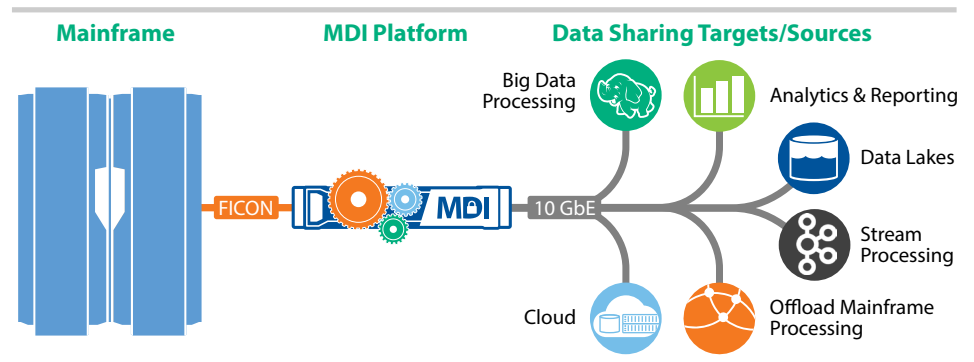 Mainframe
MDI Platform
Data Sharing Targets/Sources
Big Data
Processing
Analytics & Reporting
Data Lakes
FICON
MDI
10 GbE
Stream
Processing
Cloud
Offload Mainframe
Processing